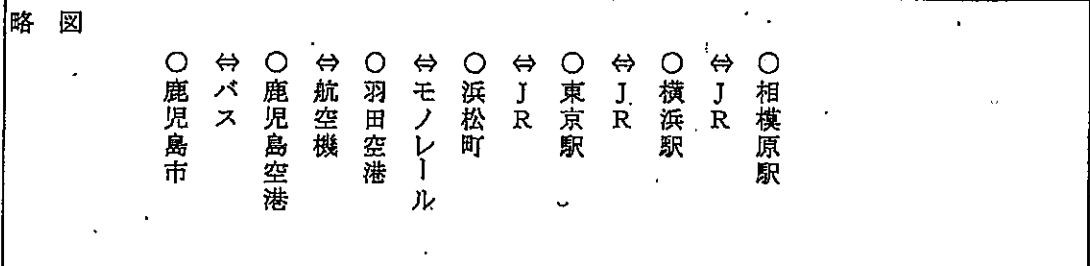 略図
○相模原駅
⇔JR
○横浜駅
⇔JR
○東京駅
⇔JR
○浜松町
⇔モノレール
○羽田空港
⇔航空機
○鹿児島空港
⇔バス
○鹿児島市